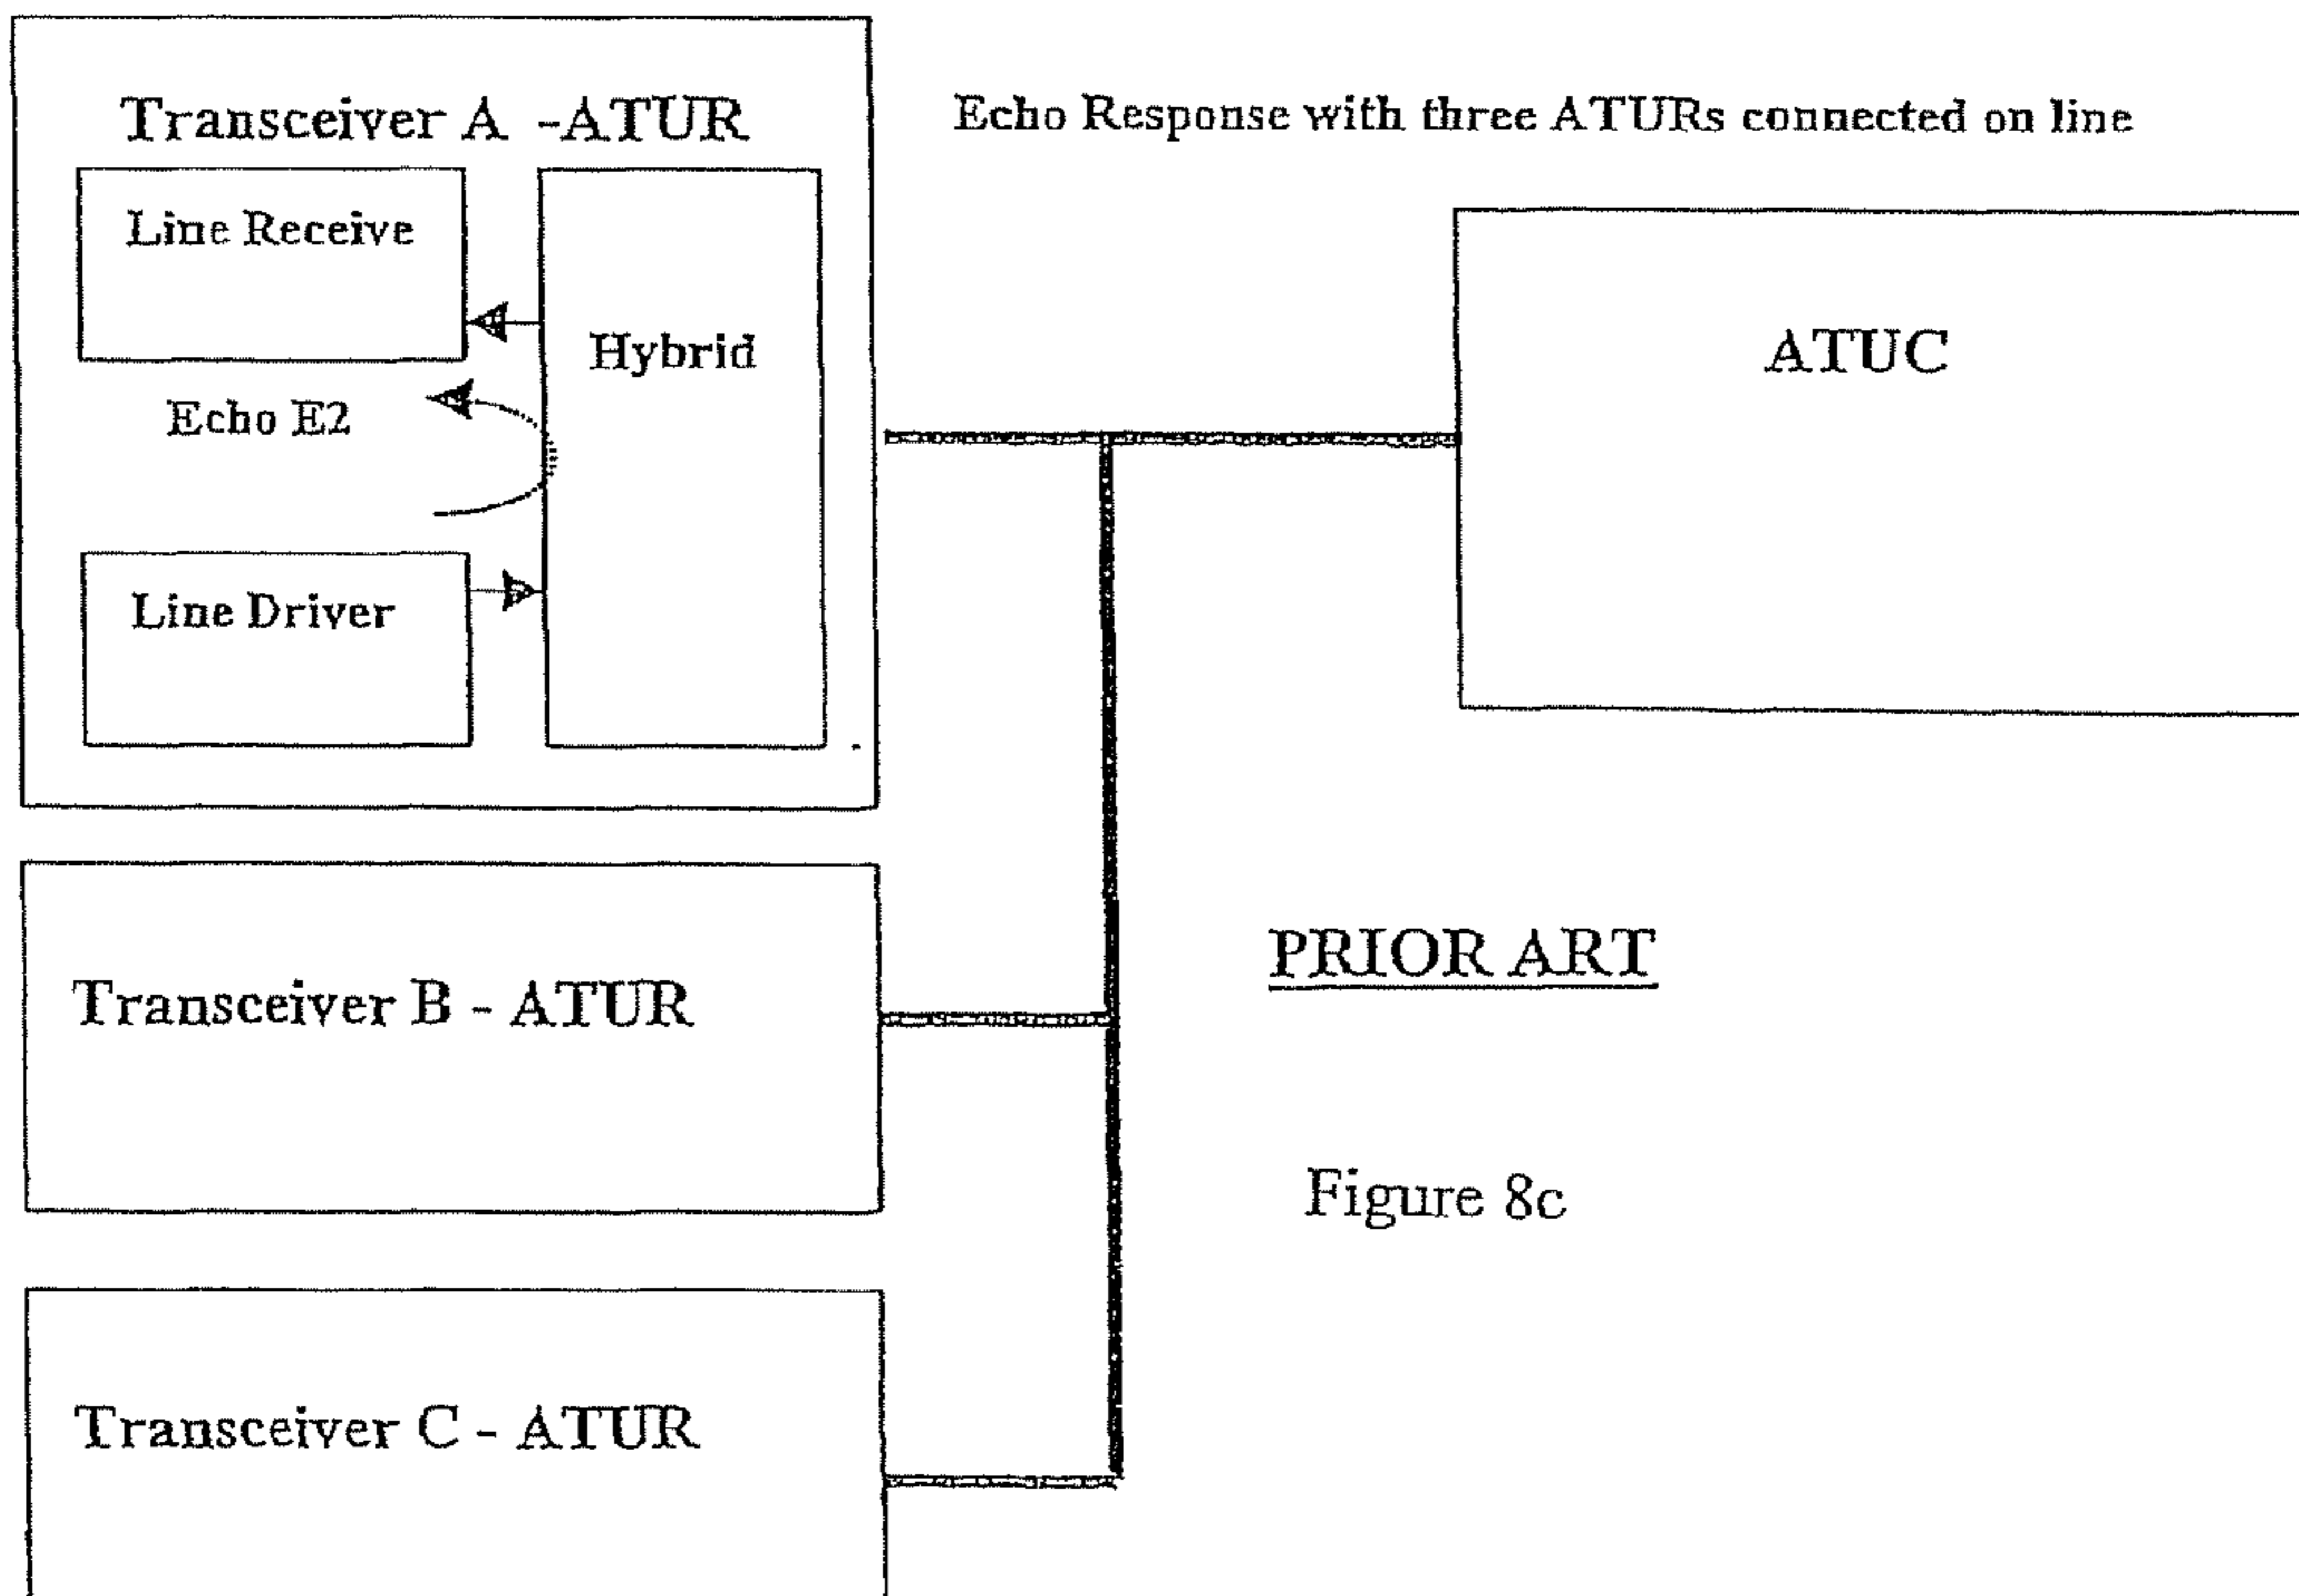 Transceiver A -ATUR
Echo Response with three ATURs connected on line
Line Receive
Hybrid
ATUC
Echo E2
Line Driver
PRIOR ART
Transceiver B - ATUR
Figure 8c
Transceiver C - ATUR